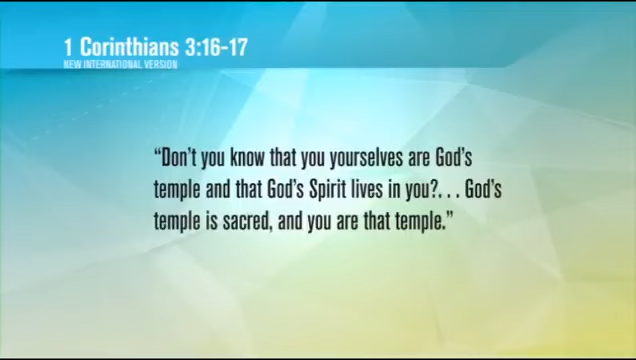 1 Corinthians 3:16-17
NEW INTERNATIONAL VERSION
“Don’t you know that you yourselves are God’s
temple and that God’s Spirit lives in you?. . . God’s
temple is sacred, and you are that temple.”